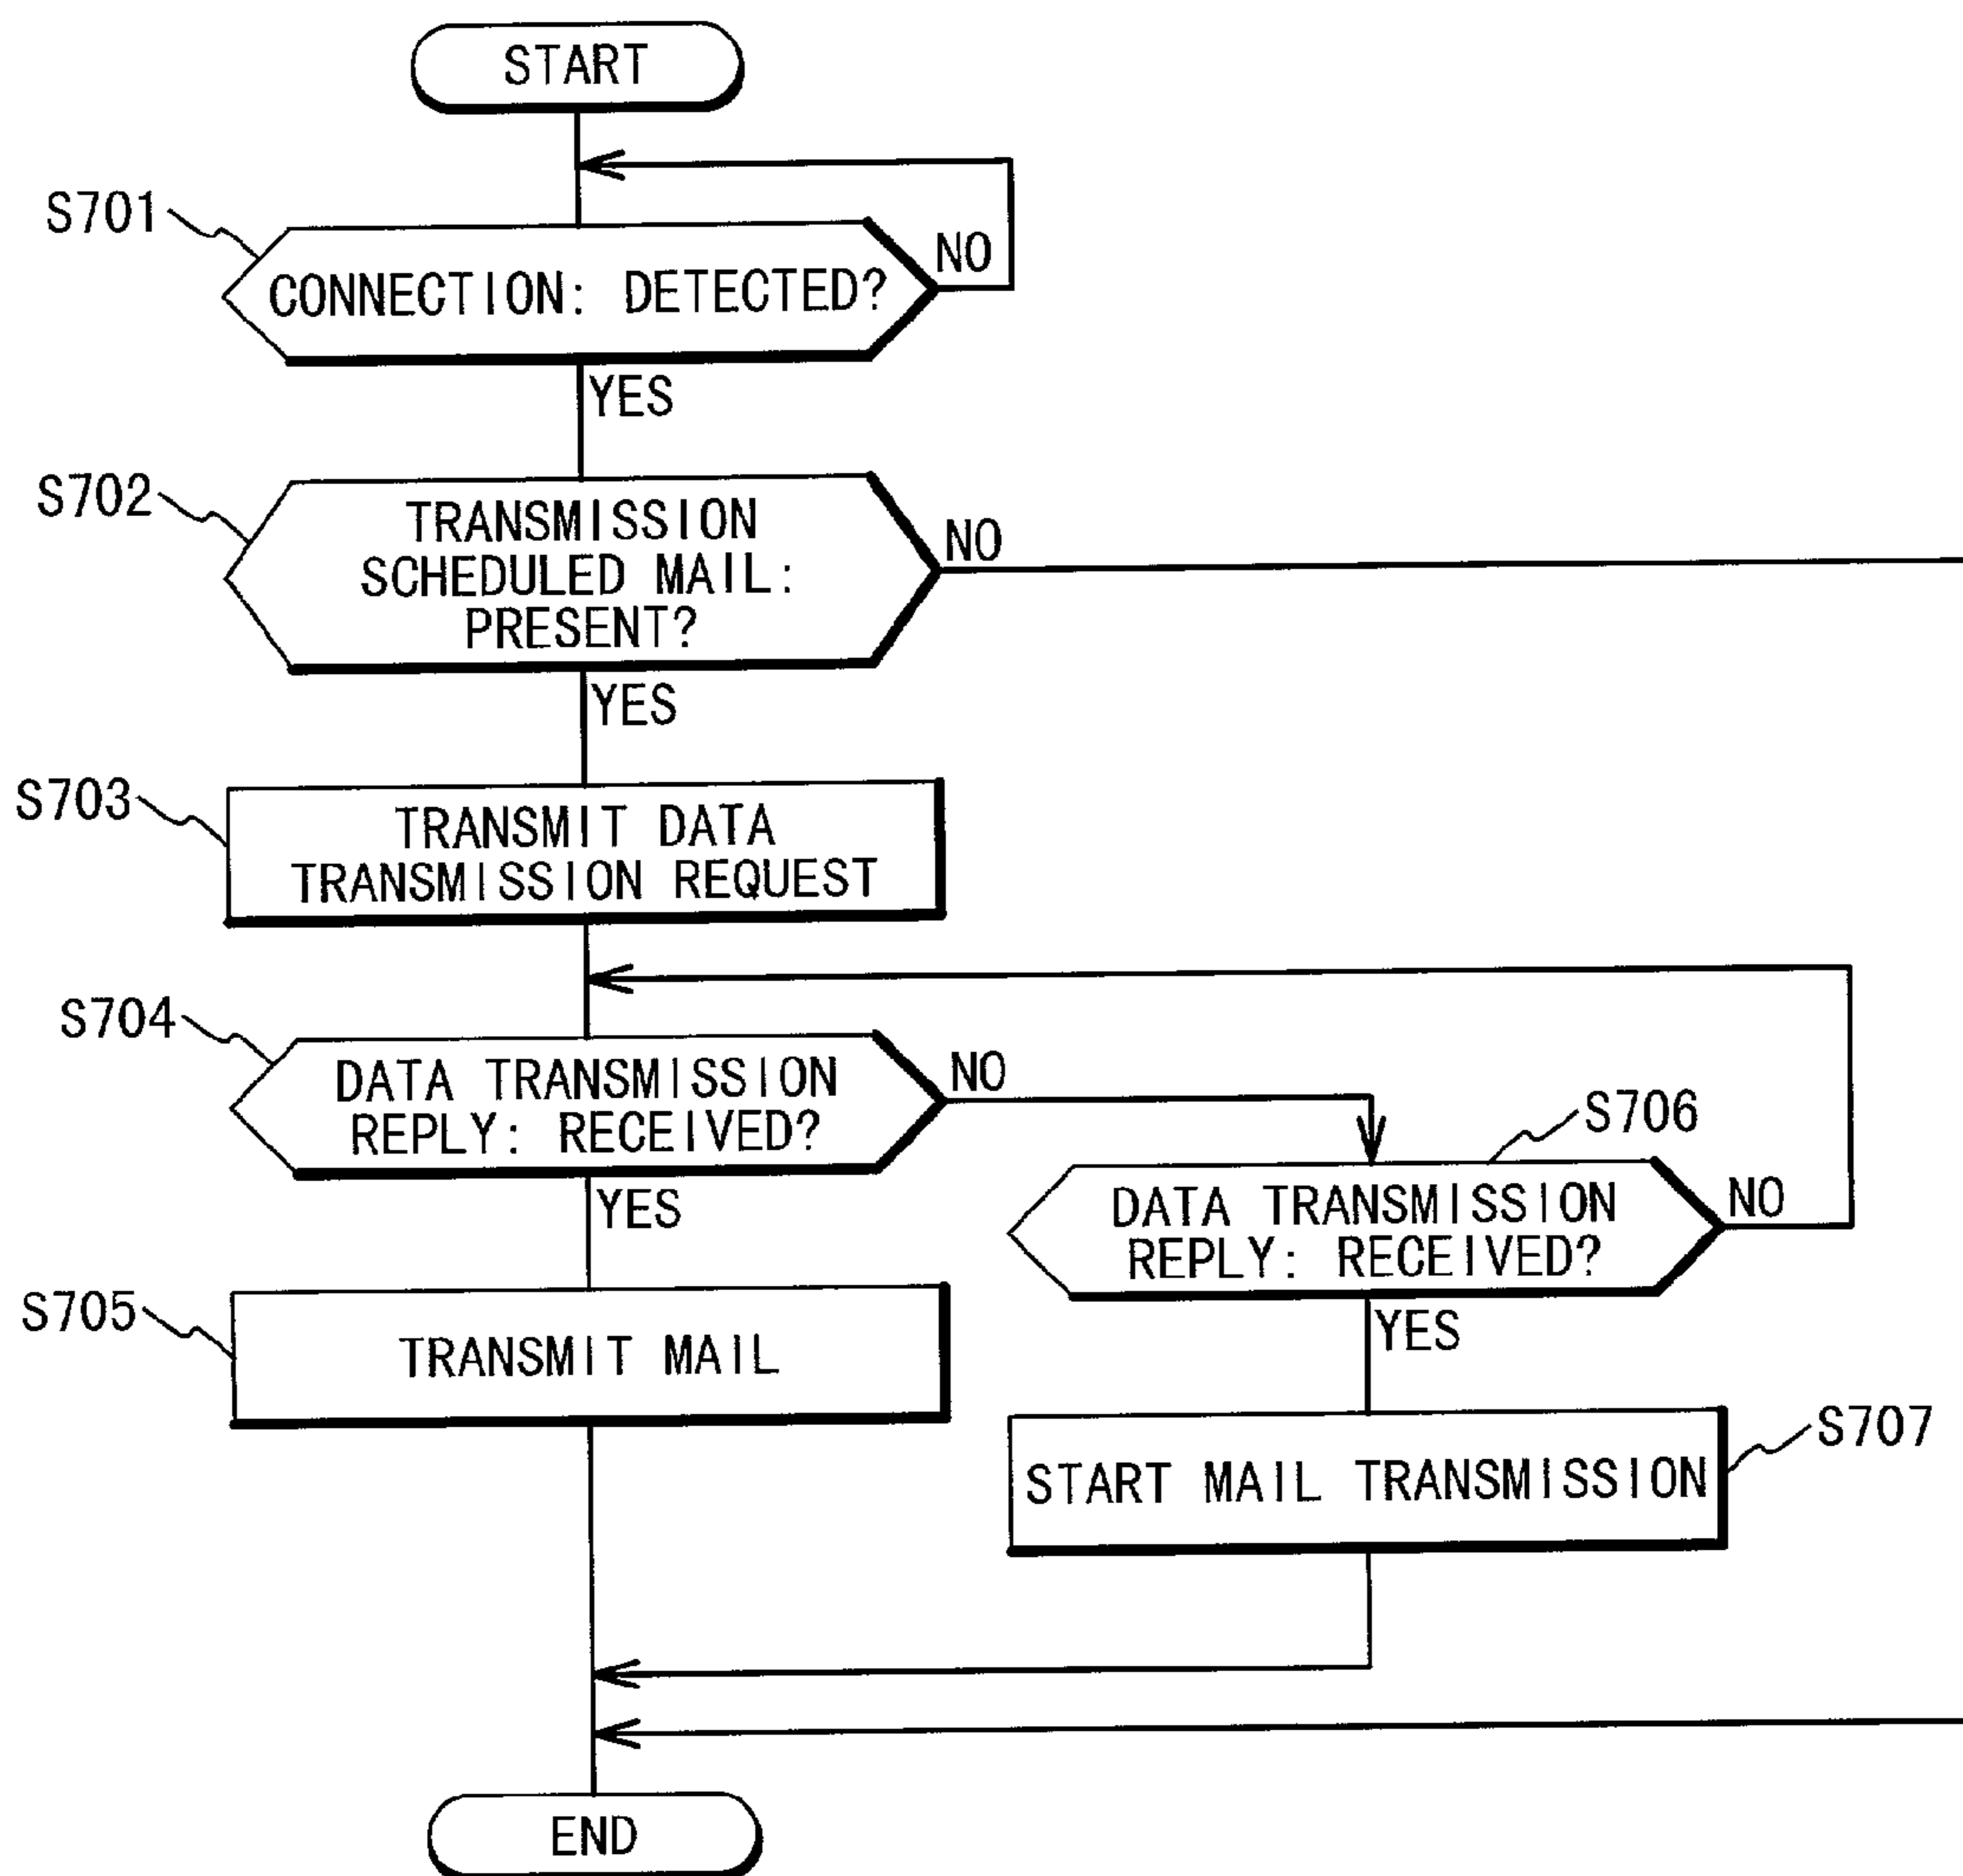 START
S701
CONNECTION: DETECTED?
NO
YES
S702
TRANSMISSION
SCHEDULED MAIL:
PRESENT?
NO
YES
S703
TRANSMIT DATA
TRANSMISSION REQUEST
S704
DATA TRANSMISSION
REPLY: RECEIVED?
NO
YES
S706
DATA TRANSMISSION
REPLY: RECEIVED?
NO
YES
S705
TRANSMIT MAIL
S707
START MAIL TRANSMISSION
END